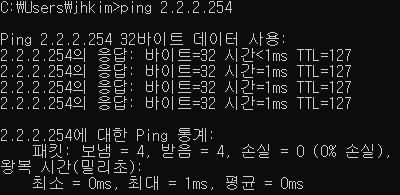 C:₩Users₩jhkim>ping 2.2.2.254
Ping 2.2.2.254 32바이트 데이터 사용:
2.2.2.254의 응답: 바이트=32 시간<1ms TTL=127
2.2.2.254의 응답: 바이트=32 시간=1ms TTL=127
2.2.2.254의 응답: 바이트=32 시간=1ms TTL=127
2.2.2.254의 응답: 바이트=32 시간=1ms TTL=127
2.2.2.254에 대한 Ping 통계:
패킷: 보냄 = 4, 받음 = 4, 손실 = 0 (0% 손실),
왕복 시간(밀리초):
최소 = 0ms, 최대 = 1ms, 평균 = 0ms